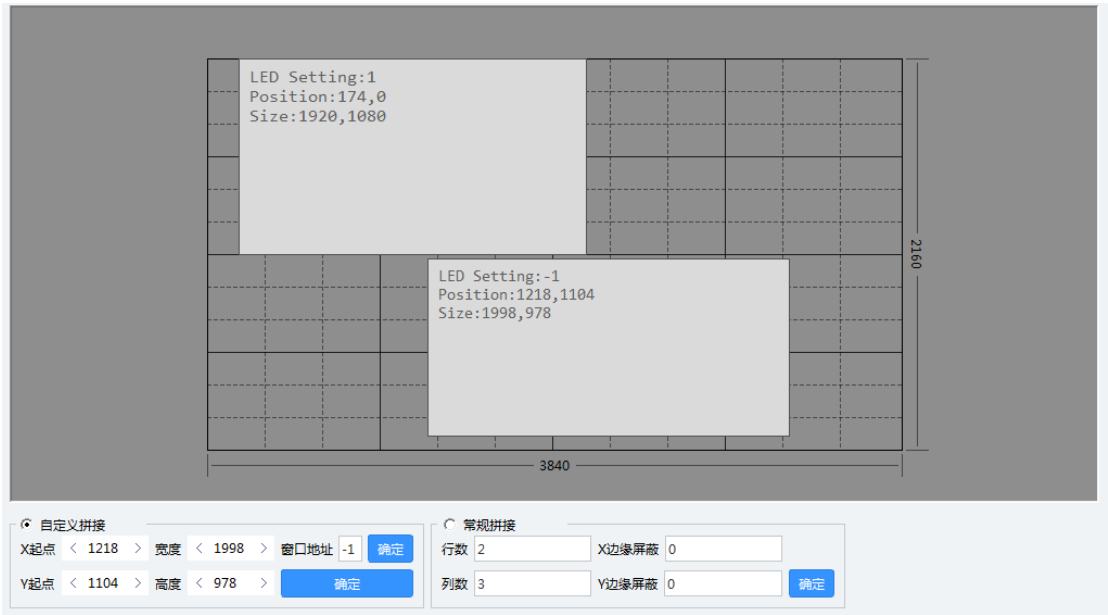 LED Setting:1
Position:174,0
Size:1920,1080
LED Setting:-1
Position:1218,1104
Size:1998,978
2160
3840
自定义拼接
X起点 < 1218 > 宽度 < 1998 > 窗口地址 -1 确定
Y起点 < 1104 > 高度 < 978 > 确定
常规拼接
行数 2 X边缘屏蔽 0
列数 3 Y边缘屏蔽 0 确定